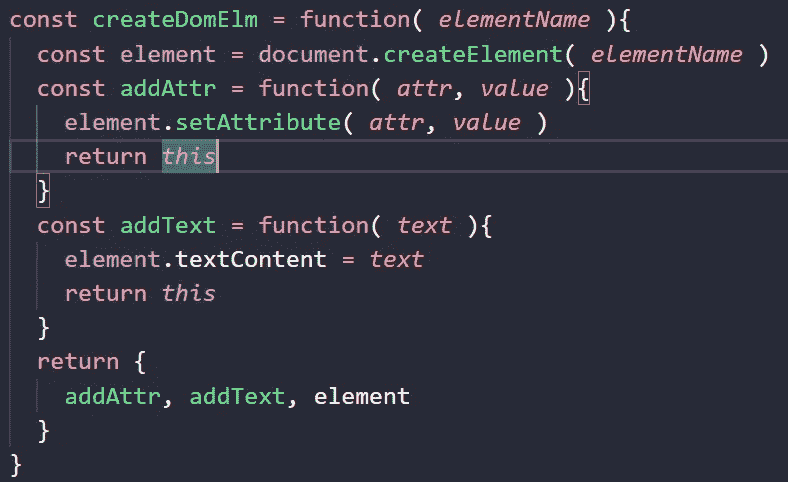 const createDomElm = function( elementName ){
  const element = document.createElement( elementName )
  const addAttr = function( attr, value ){
    element.setAttribute( attr, value )
    return this
  }
  const addText = function( text ){
    element.textContent = text
    return this
  }
  return {
    addAttr, addText, element
  }
}